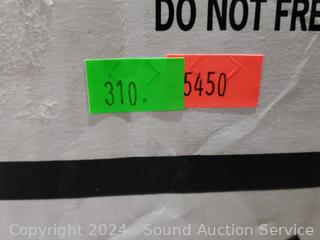 DO NOT FRE
310.
5450
Copyright 2024 - Sound Auction Service